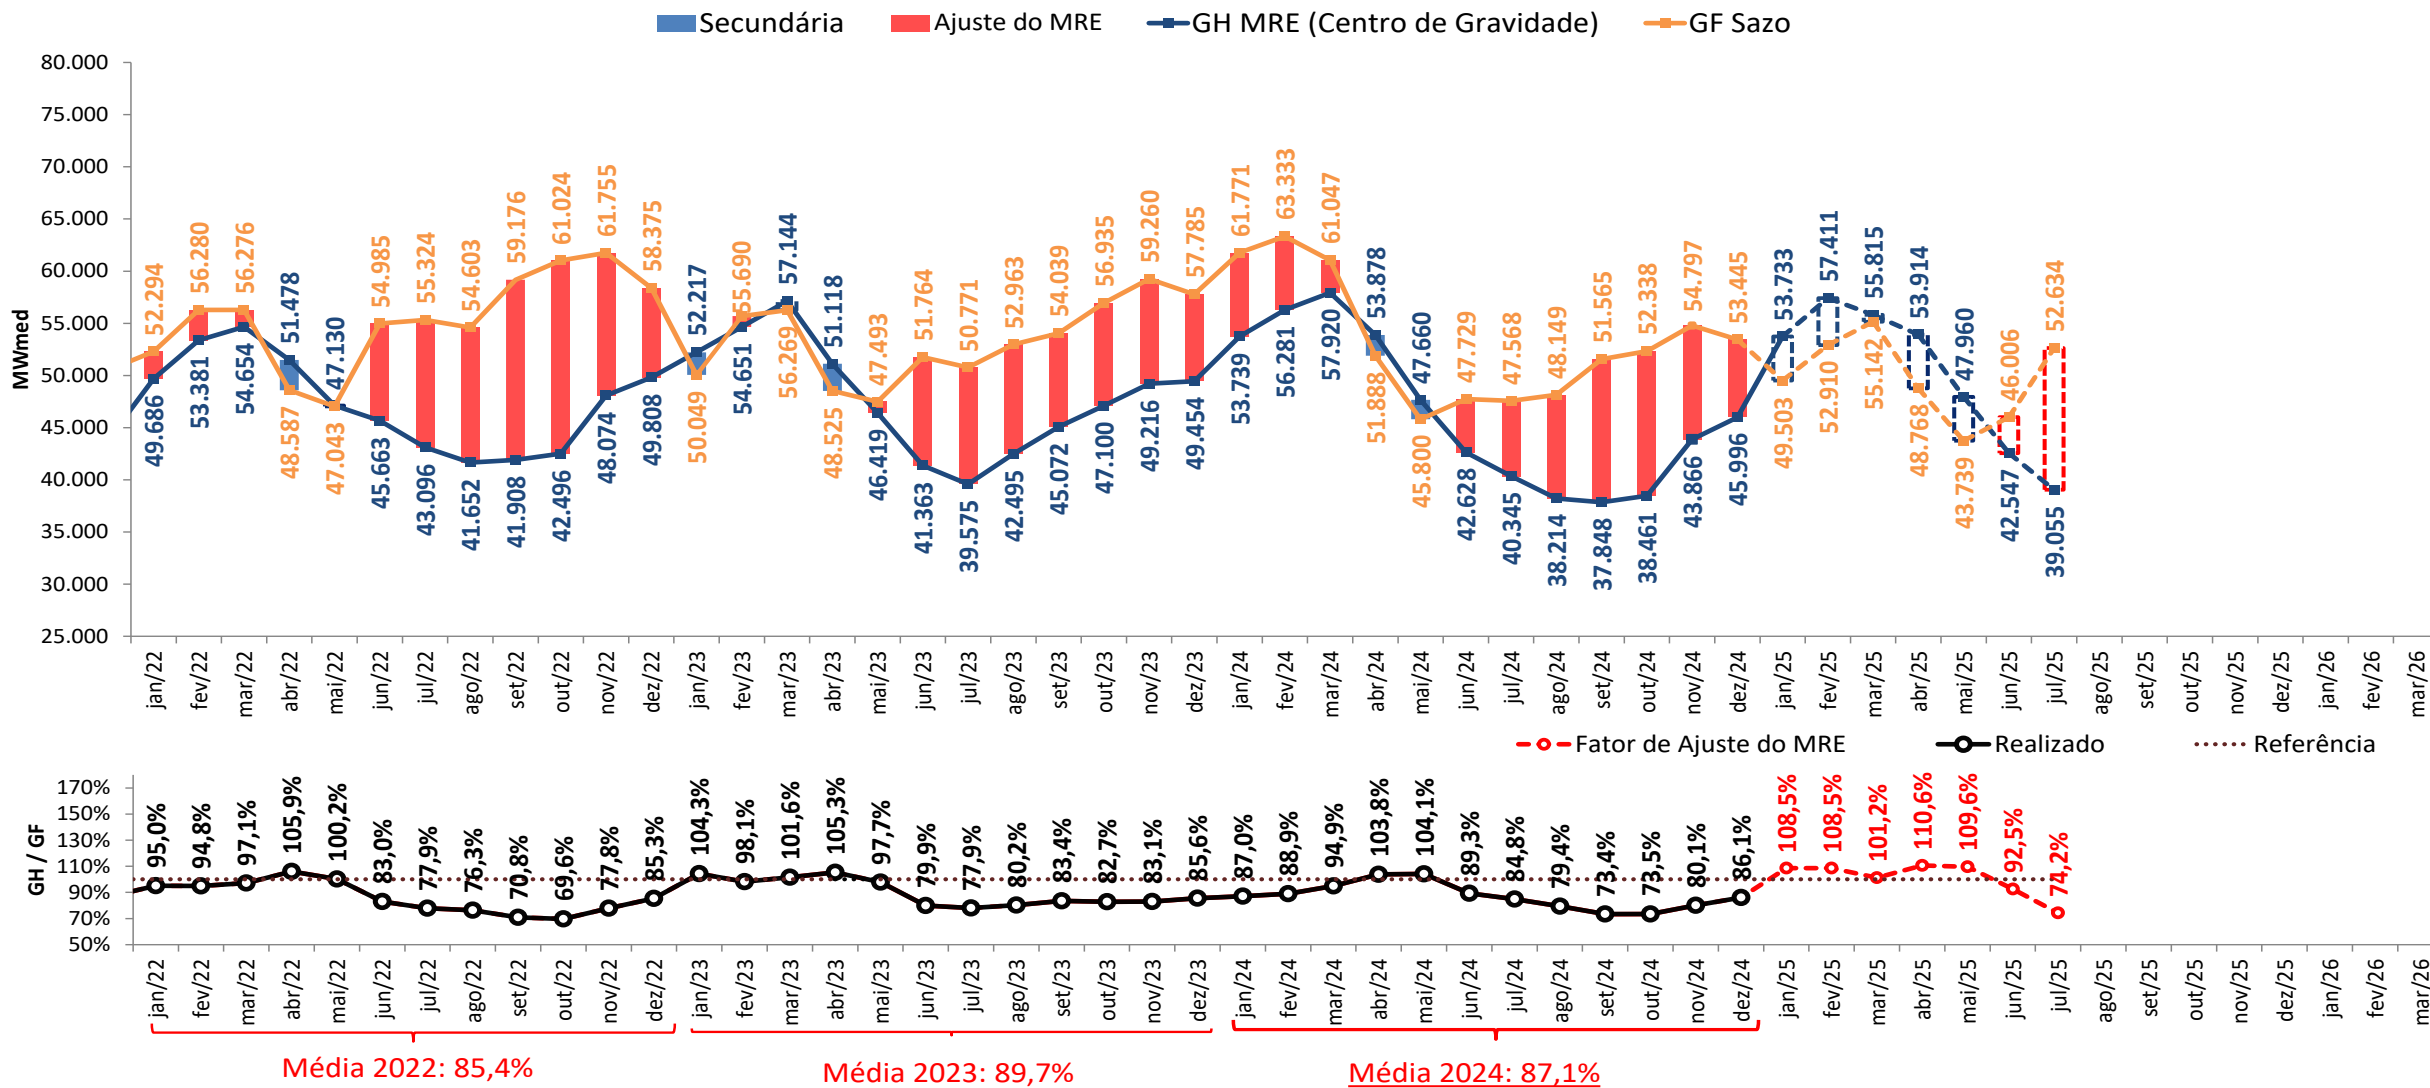 Secundária Ajuste do MRE GH MRE (Centro de Gravidade) GF Sazo
MWmed
80.000
75.000
70.000
65.000
60.000
55.000
50.000
45.000
40.000
35.000
30.000
25.000
52.294 56.280 56.276 51.478 47.130 54.985 55.324 54.603 59.176 61.024 61.755 58.375 52.217 55.690 57.144 51.118 47.493 51.764 50.771 52.963 54.039 56.935 59.260 57.785 61.771 63.333 61.047 53.878 47.660 47.729 47.568 48.149 51.565 52.338 54.797 53.445 53.733 57.411 55.815 53.914 47.960 46.006 52.634
49.686 53.381 54.654 48.587 47.043 45.663 43.096 41.652 41.908 42.496 48.074 49.808 50.049 54.651 56.269 48.525 46.419 41.363 39.575 42.495 45.072 47.100 49.216 49.454 53.739 56.281 57.920 51.888 45.800 42.628 40.345 38.214 37.848 38.461 43.866 45.996 49.503 52.910 55.142 48.768 43.739 42.547 39.055
jan/22 fev/22 mar/22 abr/22 mai/22 jun/22 jul/22 ago/22 set/22 out/22 nov/22 dez/22 jan/23 fev/23 mar/23 abr/23 mai/23 jun/23 jul/23 ago/23 set/23 out/23 nov/23 dez/23 jan/24 fev/24 mar/24 abr/24 mai/24 jun/24 jul/24 ago/24 set/24 out/24 nov/24 dez/24 jan/25 fev/25 mar/25 abr/25 mai/25 jun/25 jul/25 ago/25 set/25 out/25 nov/25 dez/25 jan/26 fev/26 mar/26
Fator de Ajuste do MRE Realizado Referência
GH / GF
170%
150%
130%
110%
90%
70%
50%
95,0% 94,8% 97,1% 105,9% 100,2% 83,0% 77,9% 76,3% 70,8% 69,6% 77,8% 85,3% 104,3% 98,1% 101,6% 105,3% 97,7% 79,9% 77,9% 80,2% 83,4% 82,7% 83,1% 85,6% 87,0% 88,9% 94,9% 103,8% 104,1% 89,3% 84,8% 79,4% 73,4% 73,5% 80,1% 86,1% 108,5% 108,5% 101,2% 110,6% 109,6% 92,5% 74,2%
jan/22 fev/22 mar/22 abr/22 mai/22 jun/22 jul/22 ago/22 set/22 out/22 nov/22 dez/22 jan/23 fev/23 mar/23 abr/23 mai/23 jun/23 jul/23 ago/23 set/23 out/23 nov/23 dez/23 jan/24 fev/24 mar/24 abr/24 mai/24 jun/24 jul/24 ago/24 set/24 out/24 nov/24 dez/24 jan/25 fev/25 mar/25 abr/25 mai/25 jun/25 jul/25 ago/25 set/25 out/25 nov/25 dez/25 jan/26 fev/26 mar/26
Média 2022: 85,4% Média 2023: 89,7% Média 2024: 87,1%